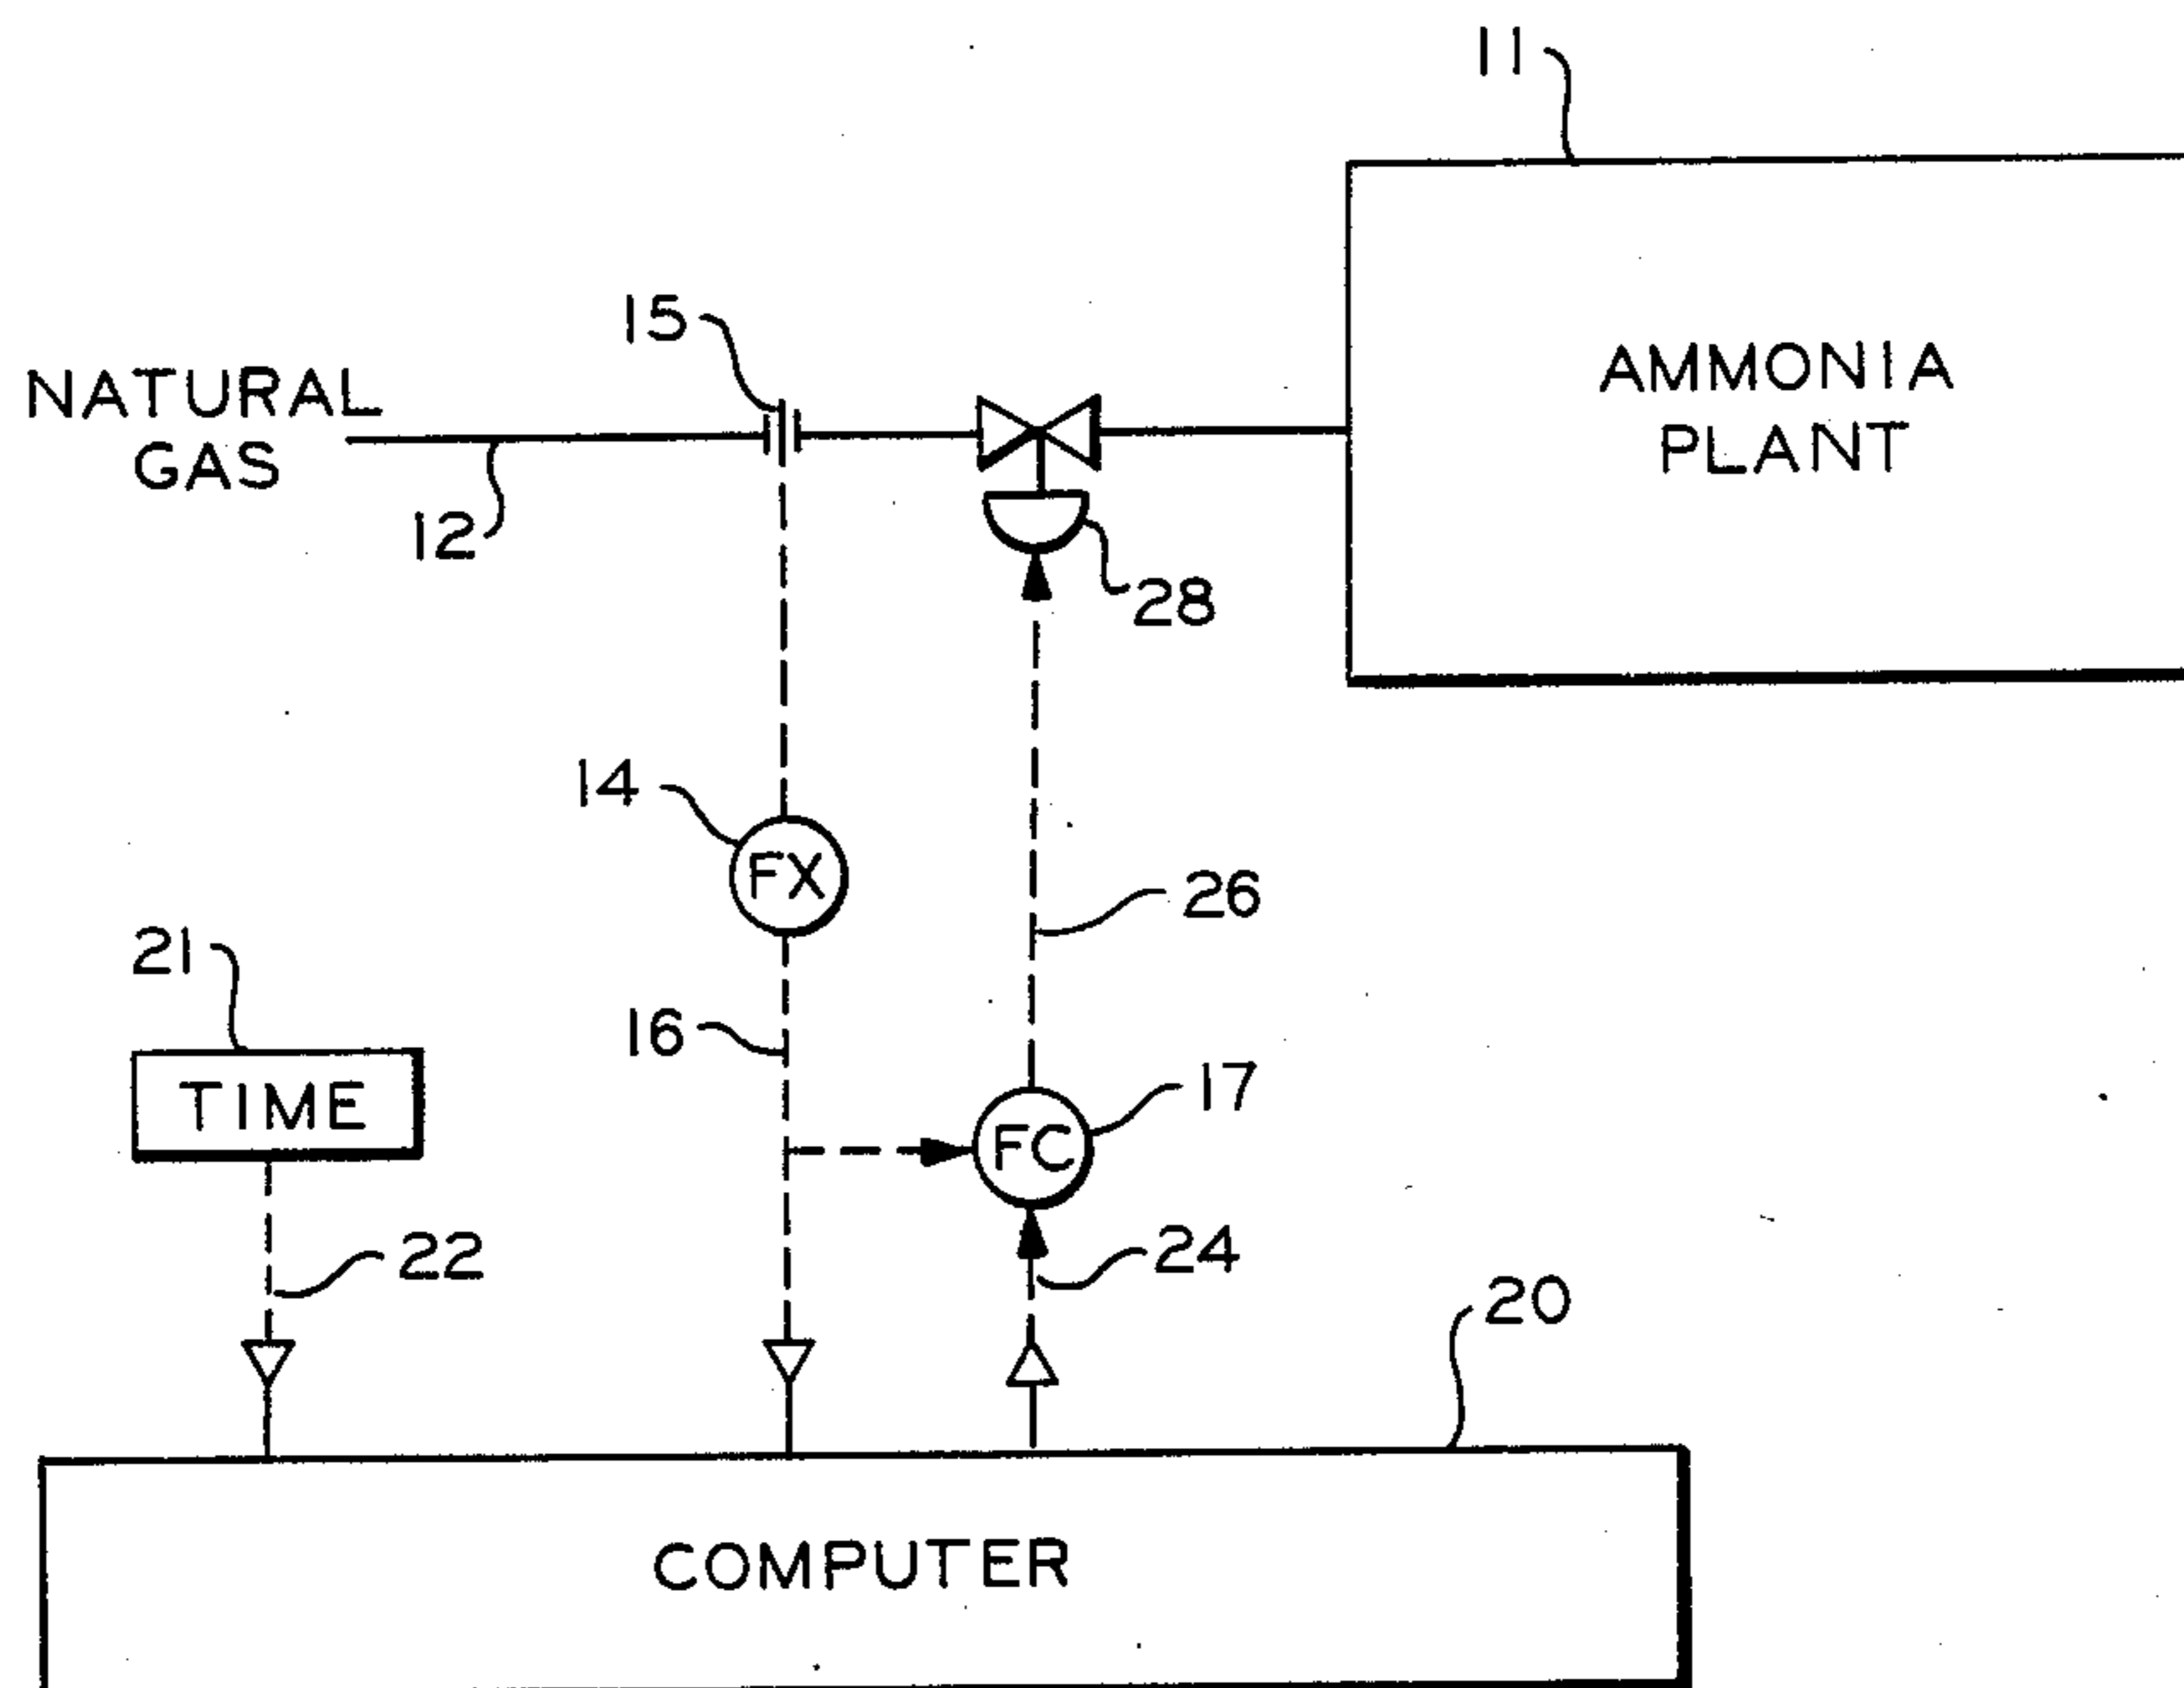 11
15
NATURAL
GAS
12
AMMONIA
PLANT
28
14
FX
26
21
16
TIME
17
FC
22
24
20
COMPUTER